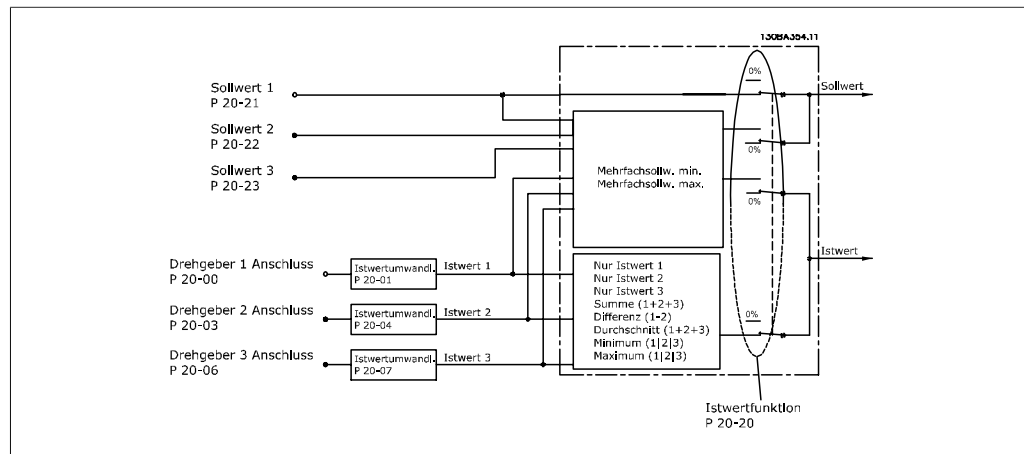 130BA354.11
0%
Sollwert 1
P 20-21
Sollwert
Sollwert 2
P 20-22
0%
Sollwert 3
P 20-23
Mehrfachsollw. min.
Mehrfachsollw. max.
0%
Istwert
Drehgeber 1 Anschluss
P 20-00
Istwertumwandl.
P 20-01
Istwert 1
Drehgeber 2 Anschluss
P 20-03
Istwertumwandl.
P 20-04
Istwert 2
Drehgeber 3 Anschluss
P 20-06
Istwertumwandl.
P 20-07
Istwert 3
Nur Istwert 1
Nur Istwert 2
Nur Istwert 3
Summe (1+2+3)
Differenz (1-2)
Durchschnitt (1+2+3)
Minimum (1|2|3)
Maximum (1|2|3)
0%
Istwertfunktion
P 20-20